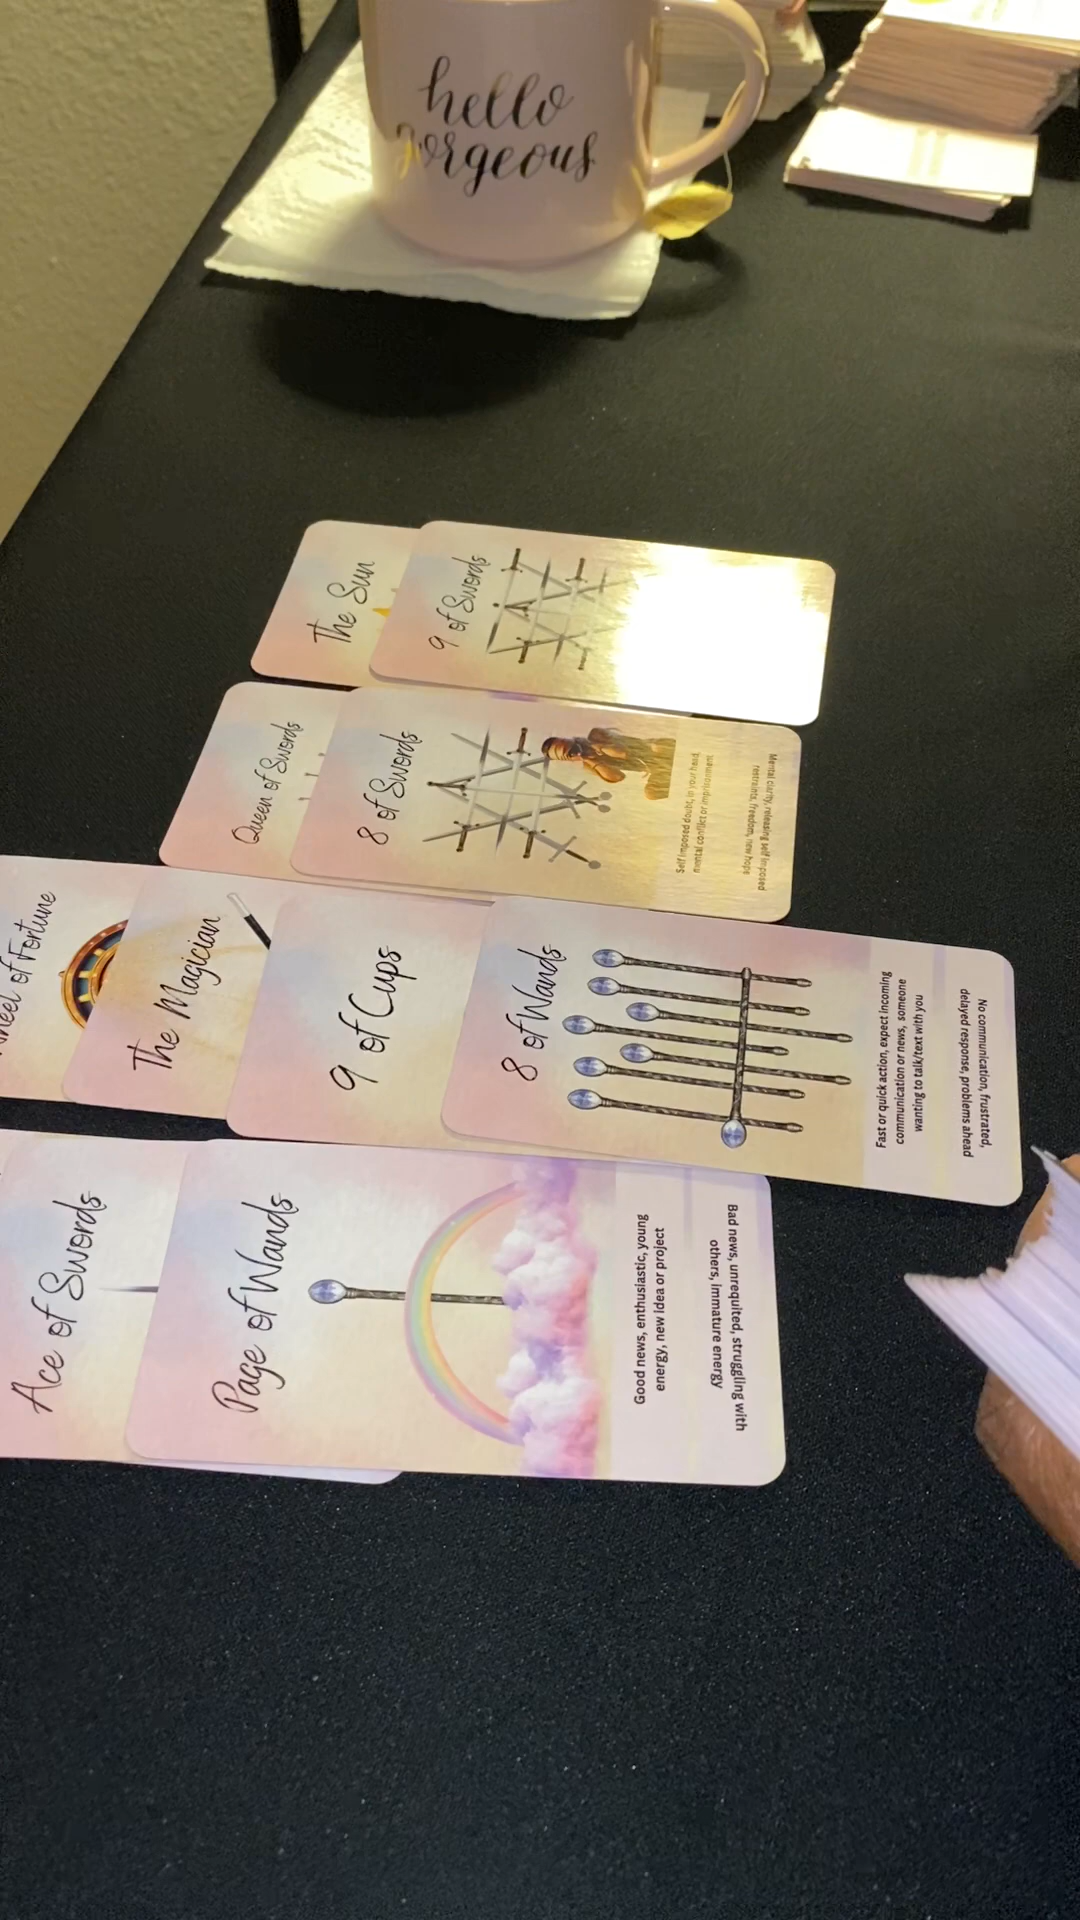 hello
gorgeous
The Sun
9 of Swords
Queen of Swords
8 of Swords
Self imposed doubt, in your head,
mental conflict or imprisonment
Mental clarity, releasing self imposed
restraints, freedom, new hope
of Fortune
The Magician
9 of Cups
8 of Wands
Fast or quick action, expect incoming
communication or news, someone
wanting to talk/text with you
No communication, frustrated,
delayed response, problems ahead
Ace of Swords
Page of Wands
Good news, enthusiastic, young
energy, new idea or project
Bad news, unrequited, struggling with
others, immature energy